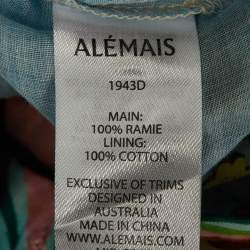 ALÉMAIS
1943D
MAIN:
100% RAMIE
LINING:
100% COTTON
EXCLUSIVE OF TRIMS
DESIGNED IN
AUSTRALIA
MADE IN CHINA
WWW.ALEMAIS.COM